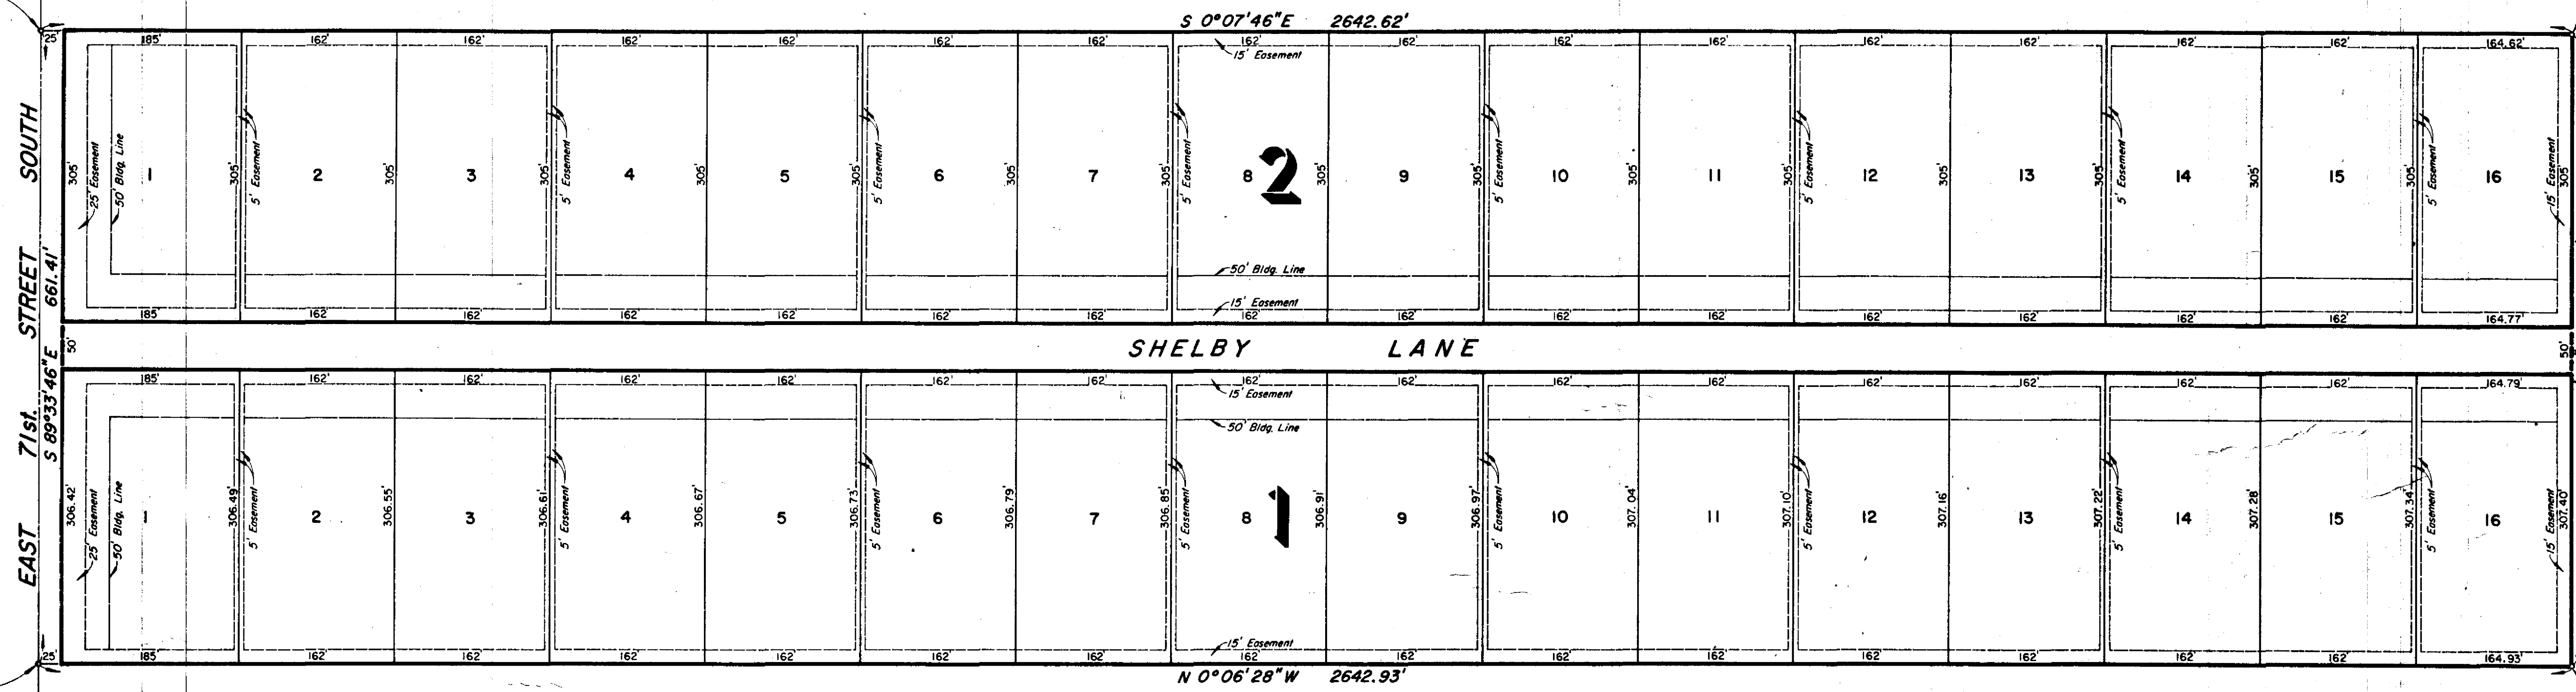 S 0°07'46"E 2642.62'
25' 185' 162' 162' 162' 162' 162' 162' 162' 162' 162' 162' 162' 162' 162' 162' 164.62'
15' Easement
305' 25' Easement 50' Bldg. Line 1 305' 5' Easement 2 305' 3 305' 5' Easement 4 305' 5 305' 5' Easement 6 305' 7 305' 5' Easement 8 2 305' 9 305' 5' Easement 10 305' 11 305' 5' Easement 12 305' 13 305' 5' Easement 14 305' 15 305' 5' Easement 16 15' Easement 305'
50' Bldg. Line
15' Easement
185' 162' 162' 162' 162' 162' 162' 162' 162' 162' 162' 162' 162' 162' 162' 164.77'
EAST 71st. STREET SOUTH
S 89°33'46"E 661.41'
50' SHELBY LANE 50'
185' 162' 162' 162' 162' 162' 162' 162' 162' 162' 162' 162' 162' 162' 162' 164.79'
15' Easement
50' Bldg. Line
306.42' 25' Easement 50' Bldg. Line 1 306.49' 5' Easement 2 306.55' 3 306.61' 5' Easement 4 306.67' 5 306.73' 5' Easement 6 306.79' 7 306.85' 5' Easement 8 1 306.91' 9 306.97' 5' Easement 10 307.04' 11 307.10' 5' Easement 12 307.16' 13 307.22' 5' Easement 14 307.28' 15 307.34' 5' Easement 16 15' Easement 307.40'
15' Easement
25' 185' 162' 162' 162' 162' 162' 162' 162' 162' 162' 162' 162' 162' 162' 162' 164.93'
N 0°06'28"W 2642.93'